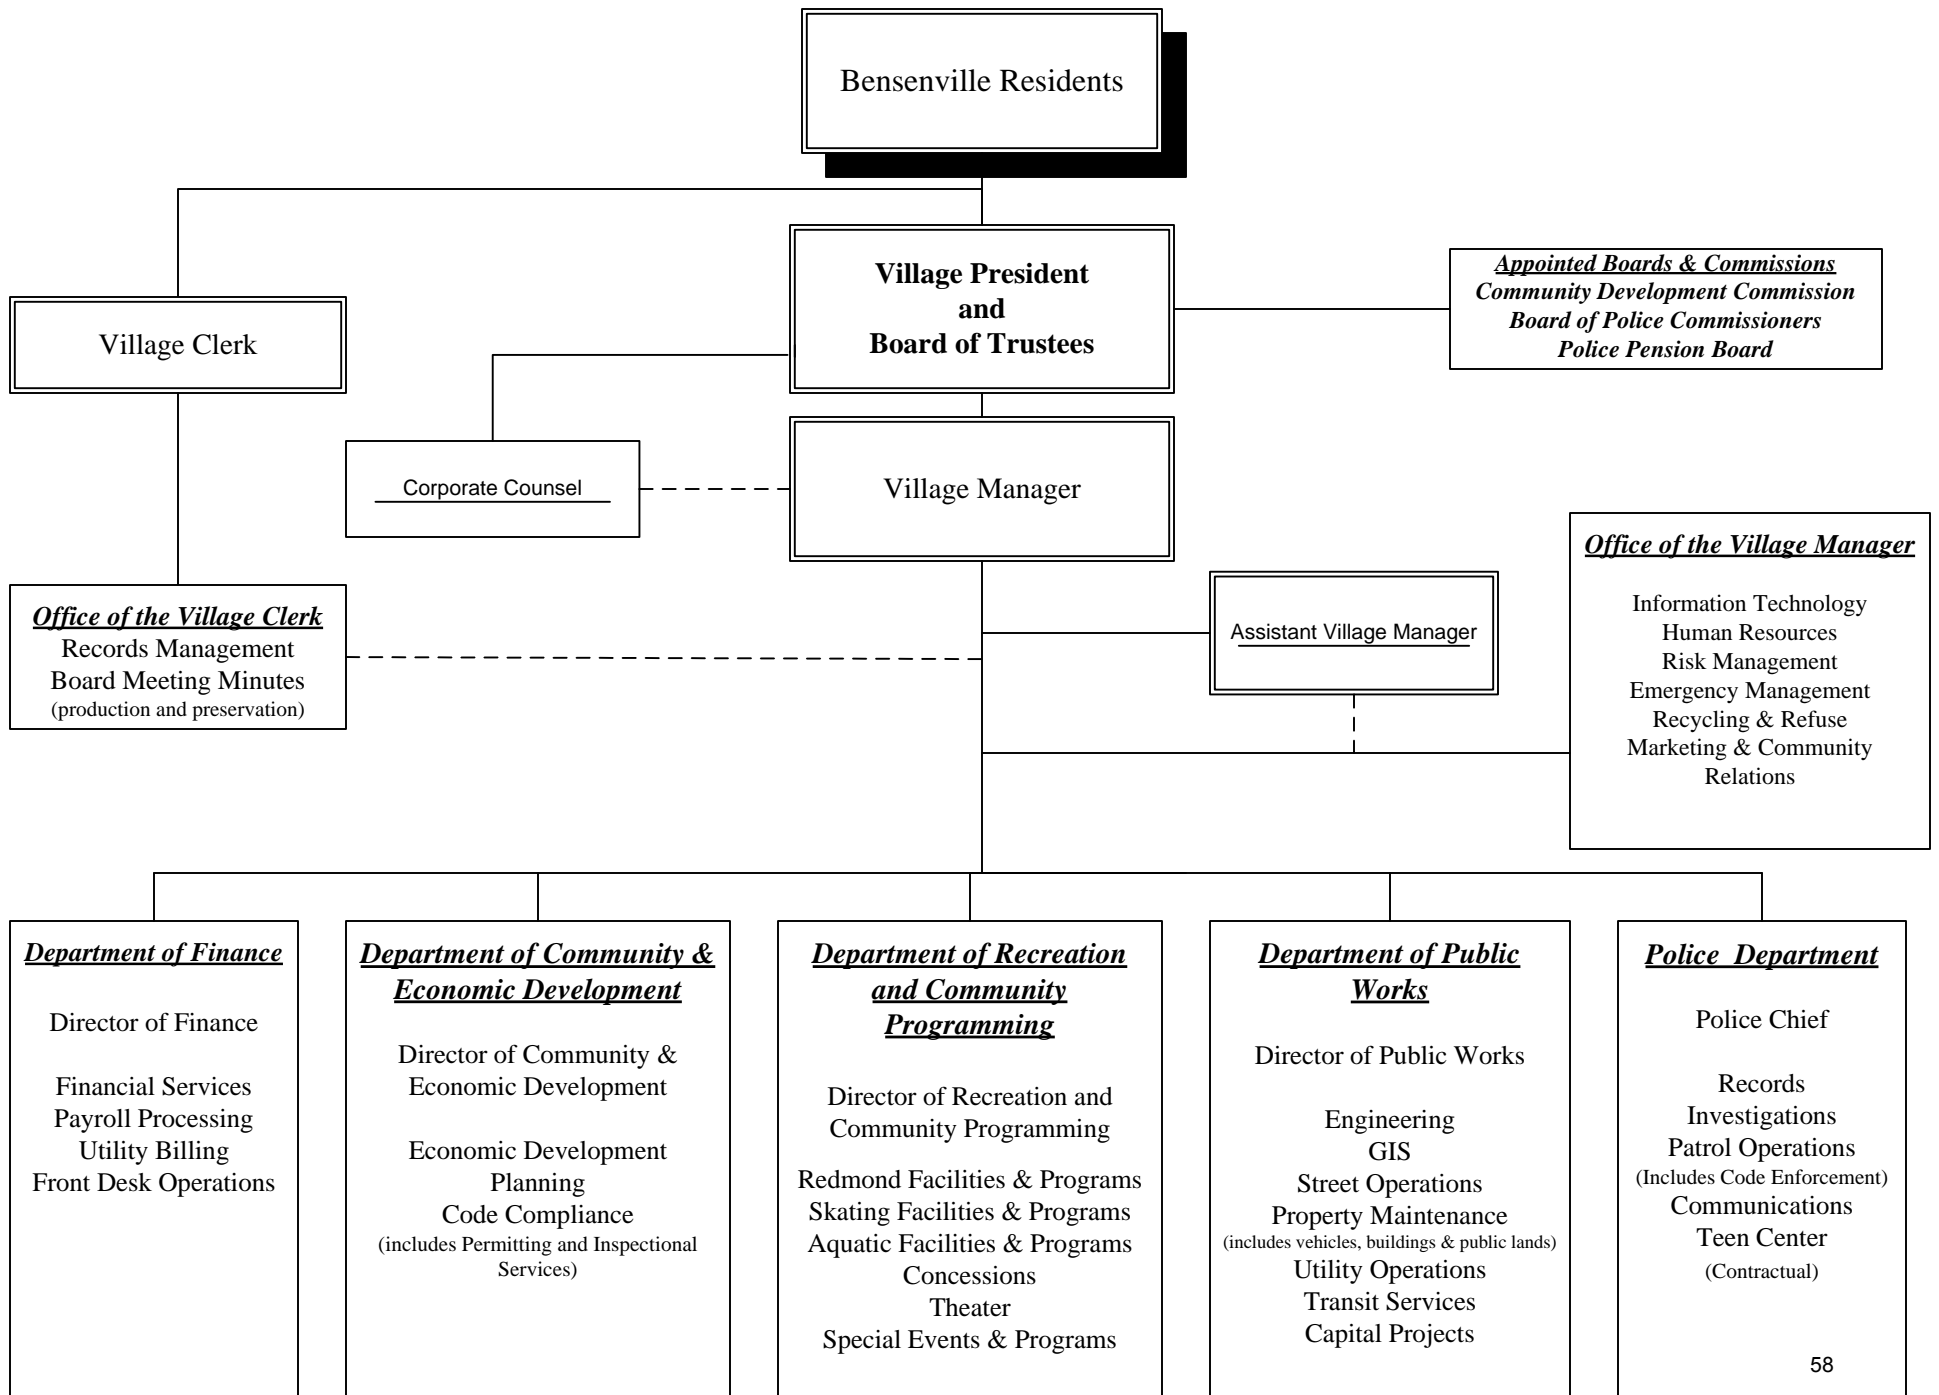 Bensenville Residents
Village President
and
Board of Trustees
Appointed Boards & Commissions
Community Development Commission
Board of Police Commissioners
Police Pension Board
Village Clerk
Corporate Counsel
Village Manager
Office of the Village Manager
Information Technology
Human Resources
Risk Management
Emergency Management
Recycling & Refuse
Marketing & Community
Relations
Assistant Village Manager
Office of the Village Clerk
Records Management
Board Meeting Minutes
(production and preservation)
Department of Finance
Director of Finance
Financial Services
Payroll Processing
Utility Billing
Front Desk Operations
Department of Community &
Economic Development
Director of Community &
Economic Development
Economic Development
Planning
Code Compliance
(includes Permitting and Inspectional
Services)
Department of Recreation
and Community
Programming
Director of Recreation and
Community Programming
Redmond Facilities & Programs
Skating Facilities & Programs
Aquatic Facilities & Programs
Concessions
Theater
Special Events & Programs
Department of Public
Works
Director of Public Works
Engineering
GIS
Street Operations
Property Maintenance
(includes vehicles, buildings & public lands)
Utility Operations
Transit Services
Capital Projects
Police Department
Police Chief
Records
Investigations
Patrol Operations
(Includes Code Enforcement)
Communications
Teen Center
(Contractual)
58